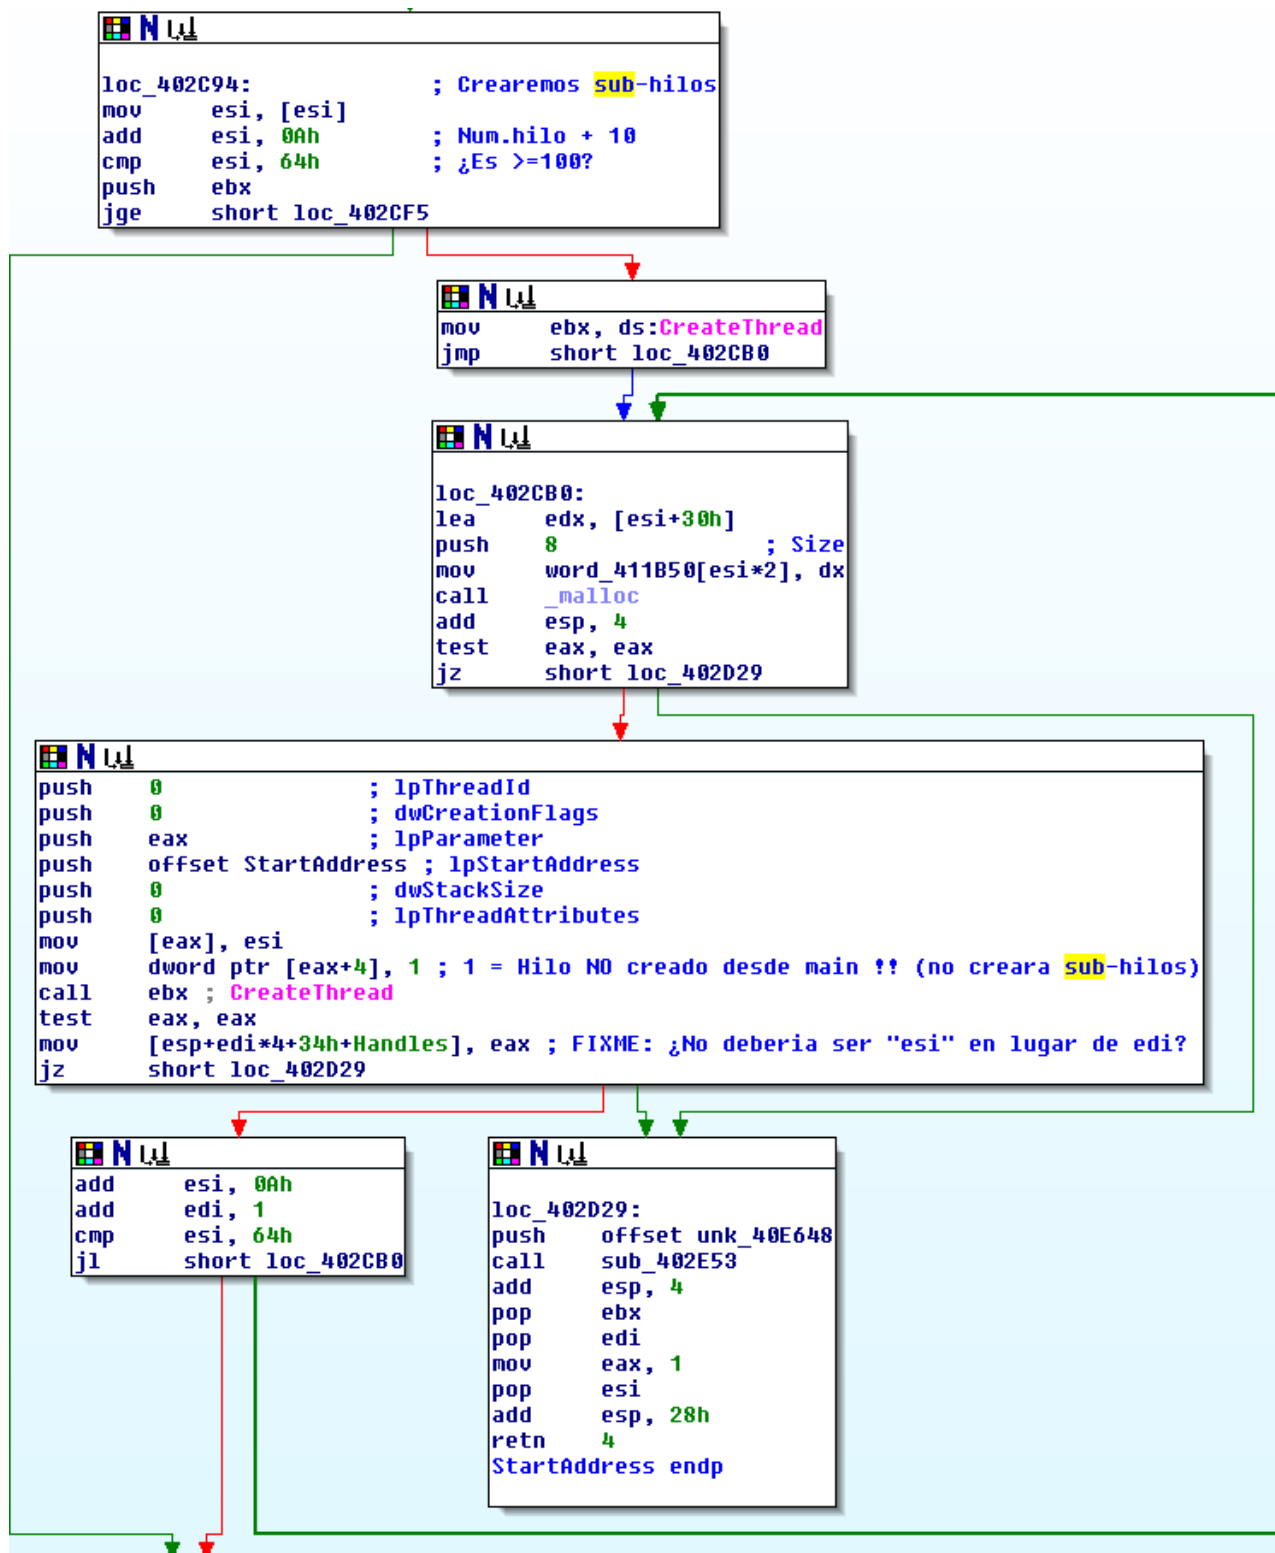 loc_402C94: ; Crearemos sub-hilos
mov esi, [esi]
add esi, 0Ah ; Num.hilo + 10
cmp esi, 64h ; ¿Es >=100?
push ebx
jge short loc_402CF5
mov ebx, ds:CreateThread
jmp short loc_402CB0
loc_402CB0:
lea edx, [esi+30h]
push 8 ; Size
mov word_411B50[esi*2], dx
call _malloc
add esp, 4
test eax, eax
jz short loc_402D29
push 0 ; lpThreadId
push 0 ; dwCreationFlags
push eax ; lpParameter
push offset StartAddress ; lpStartAddress
push 0 ; dwStackSize
push 0 ; lpThreadAttributes
mov [eax], esi
mov dword ptr [eax+4], 1 ; 1 = Hilo NO creado desde main !! (no creara sub-hilos)
call ebx ; CreateThread
test eax, eax
mov [esp+edi*4+34h+Handles], eax ; FIXME: ¿No deberia ser "esi" en lugar de edi?
jz short loc_402D29
add esi, 0Ah
add edi, 1
cmp esi, 64h
jl short loc_402CB0
loc_402D29:
push offset unk_40E648
call sub_402E53
add esp, 4
pop ebx
pop edi
mov eax, 1
pop esi
add esp, 28h
retn 4
StartAddress endp